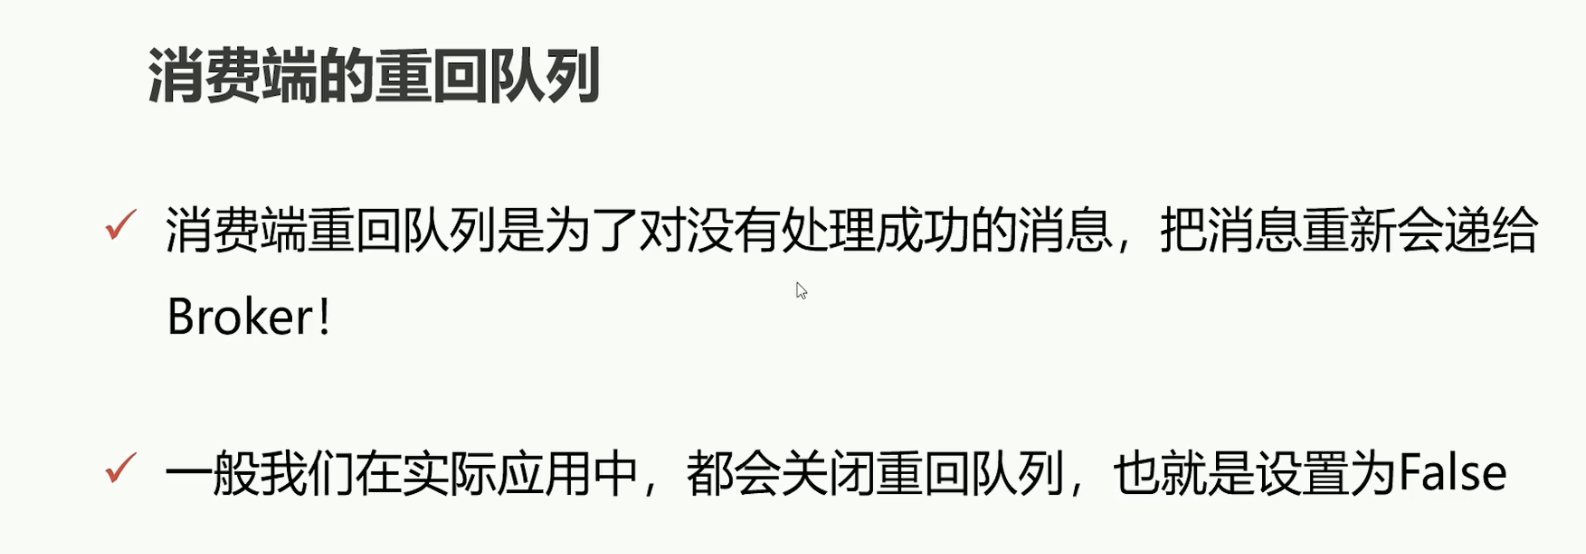 消费端的重回队列
消费端重回队列是为了对没有处理成功的消息，把消息重新会递给
Broker!
一般我们在实际应用中，都会关闭重回队列，也就是设置为False